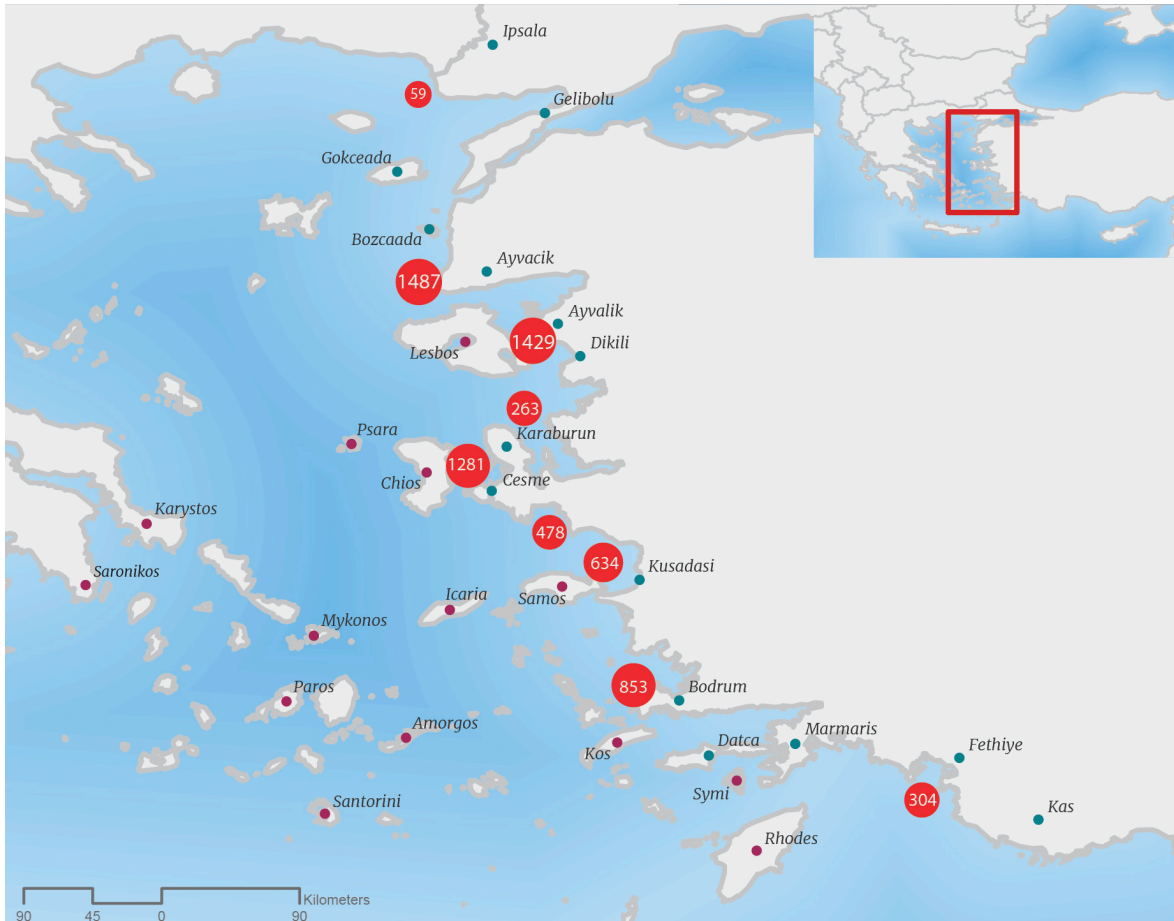 Ipsala
59
Gelibolu
Gokceada
Bozcaada
Ayvacik
1487
Ayvalik
1429
Lesbos
Dikili
263
Psara
Karaburun
1281
Chios
Cesme
Karystos
478
634
Saronikos
Kusadasi
Icaria
Samos
Mykonos
853
Paros
Bodrum
Amorgos
Marmaris
Kos
Datca
Fethiye
Symi
Santorini
304
Kas
Rhodes
Kilometers
90 45 0 90